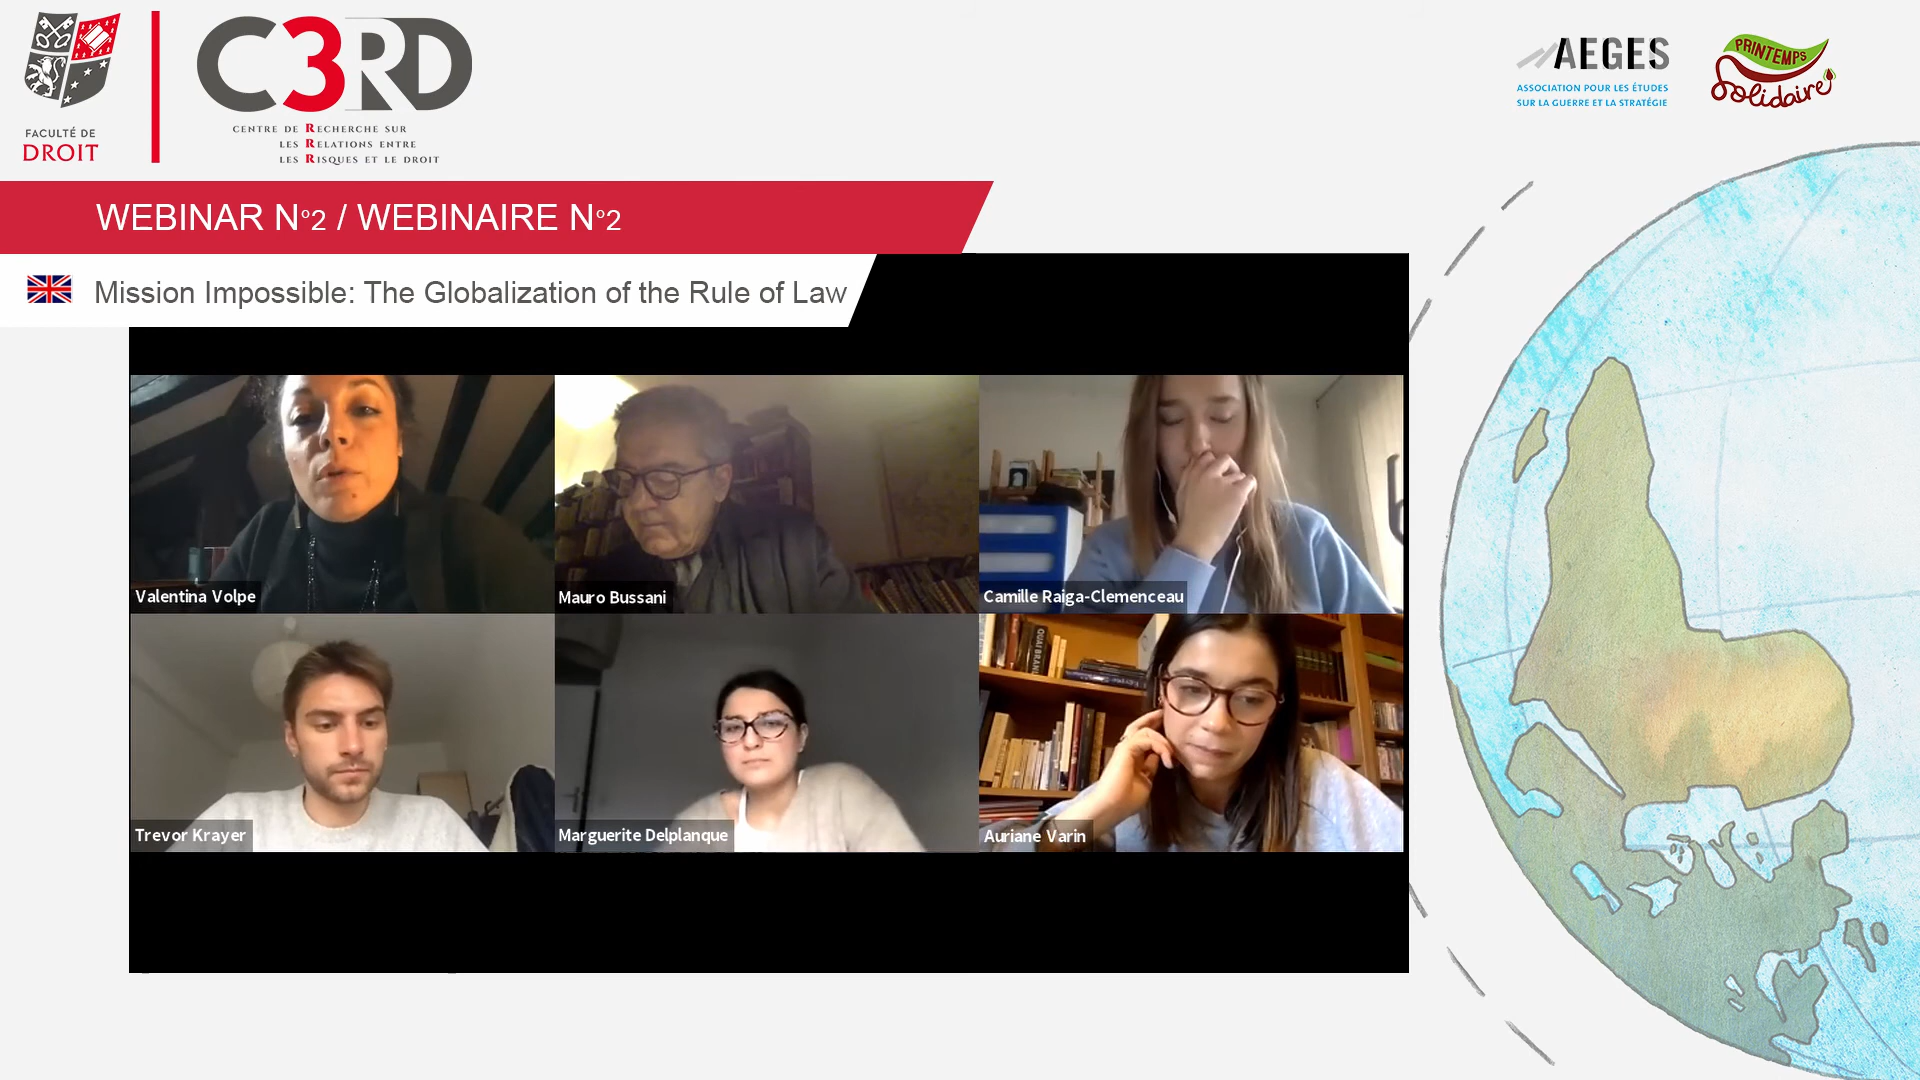 FACULTÉ DE
DROIT
C3RD
CENTRE DE RECHERCHE SUR
LES RELATIONS ENTRE
LES RISQUES ET LE DROIT
AEGES
ASSOCIATION POUR LES ÉTUDES
SUR LA GUERRE ET LA STRATÉGIE
PRINTEMPS
Solidaire
WEBINAR N°2 / WEBINAIRE N°2
Mission Impossible: The Globalization of the Rule of Law
Valentina Volpe
Mauro Bussani
Camille Raiga-Clemenceau
Trevor Krayer
Marguerite Delplanque
QUAI BRANLY
Auriane Varin